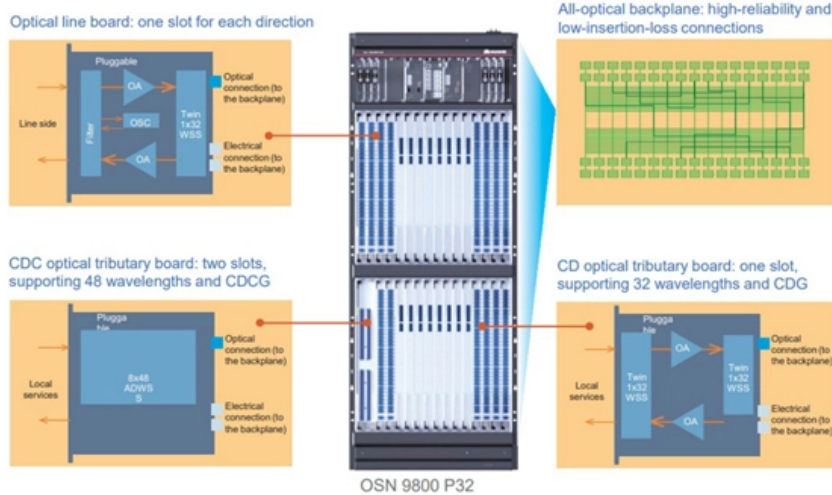 Optical line board: one slot for each direction
Pluggable
OA
Optical
connection (to
the backplane)
Line side
Filter
OSC
Twin
1x32
WSS
Electrical
connection (to
the backplane)
OA
All-optical backplane: high-reliability and
low-insertion-loss connections
CDC optical tributary board: two slots,
supporting 48 wavelengths and CDCG
Plugga
ble
Optical
connection (to
the backplane)
8x48
ADWS
S
Local
services
Electrical
connection (to
the backplane)
CD optical tributary board: one slot,
supporting 32 wavelengths and CDG
Plugga
ble
OA
Optical
connection (to
the backplane)
Twin
1x32
WSS
Twin
1x32
WSS
Local
services
Electrical
connection (to
the backplane)
OA
OSN 9800 P32